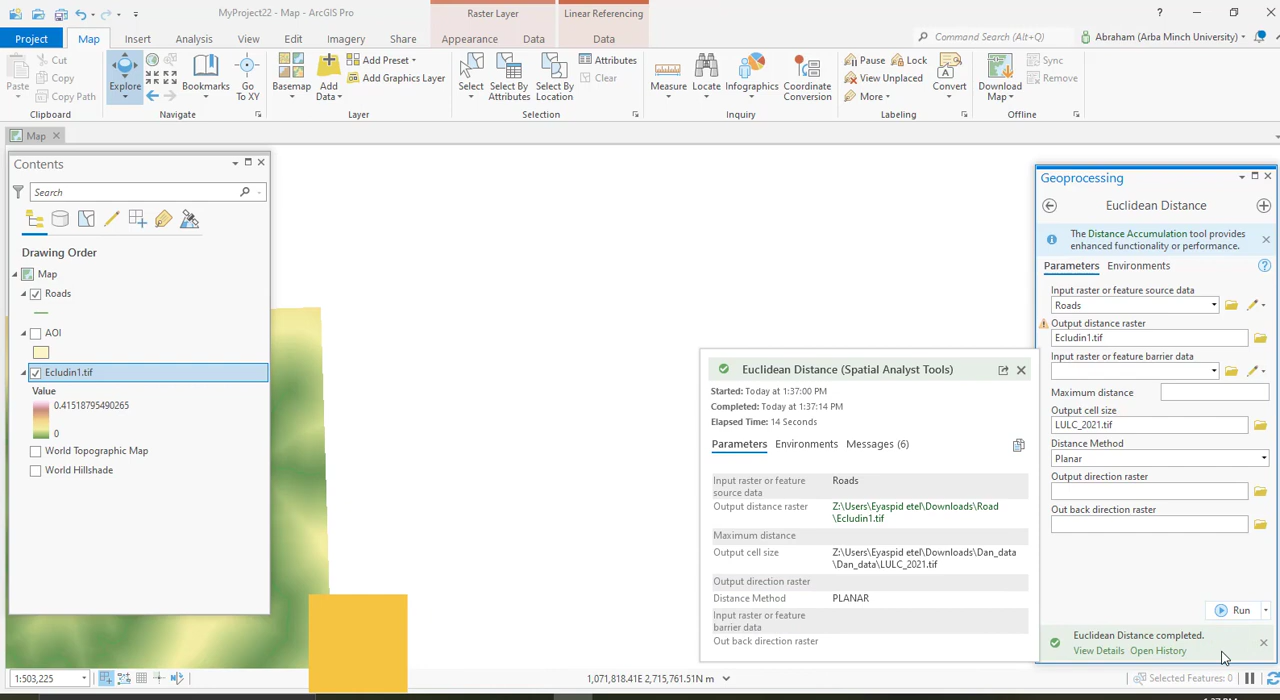 MyProject22 - Map - ArcGIS Pro
Raster Layer
Linear Referencing
Project
Map
Insert
Analysis
View
Edit
Imagery
Share
Appearance
Data
Data
Command Search (Alt+Q)
Abraham (Arba Minch University)
Paste
Cut
Copy
Copy Path
Clipboard
Explore
Bookmarks
Go To XY
Navigate
Basemap
Add Data
Add Preset
Add Graphics Layer
Layer
Select
Select By Attributes
Select By Location
Attributes
Clear
Selection
Measure
Locate
Infographics
Coordinate Conversion
Inquiry
Pause
Lock
View Unplaced
More
Convert
Labeling
Download Map
Sync
Remove
Offline
Map
Contents
Search
Drawing Order
Map
Roads
AOI
Ecludin1.tif
Value
0.41518795490265
0
World Topographic Map
World Hillshade
Euclidean Distance (Spatial Analyst Tools)
Started: Today at 1:37:00 PM
Completed: Today at 1:37:14 PM
Elapsed Time: 14 Seconds
Parameters Environments Messages (6)
Input raster or feature source data
Roads
Output distance raster
Z:\Users\Eyaspid etel\Downloads\Road\Ecludin1.tif
Maximum distance
Output cell size
Z:\Users\Eyaspid etel\Downloads\Dan_data\Dan_data\LULC_2021.tif
Output direction raster
Distance Method
PLANAR
Input raster or feature barrier data
Out back direction raster
Geoprocessing
Euclidean Distance
The Distance Accumulation tool provides
enhanced functionality or performance.
Parameters Environments
Input raster or feature source data
Roads
Output distance raster
Ecludin1.tif
Input raster or feature barrier data
Maximum distance
Output cell size
LULC_2021.tif
Distance Method
Planar
Output direction raster
Out back direction raster
Run
Euclidean Distance completed.
View Details Open History
1:503,225
1,071,818.41E 2,715,761.51N m
Selected Features: 0